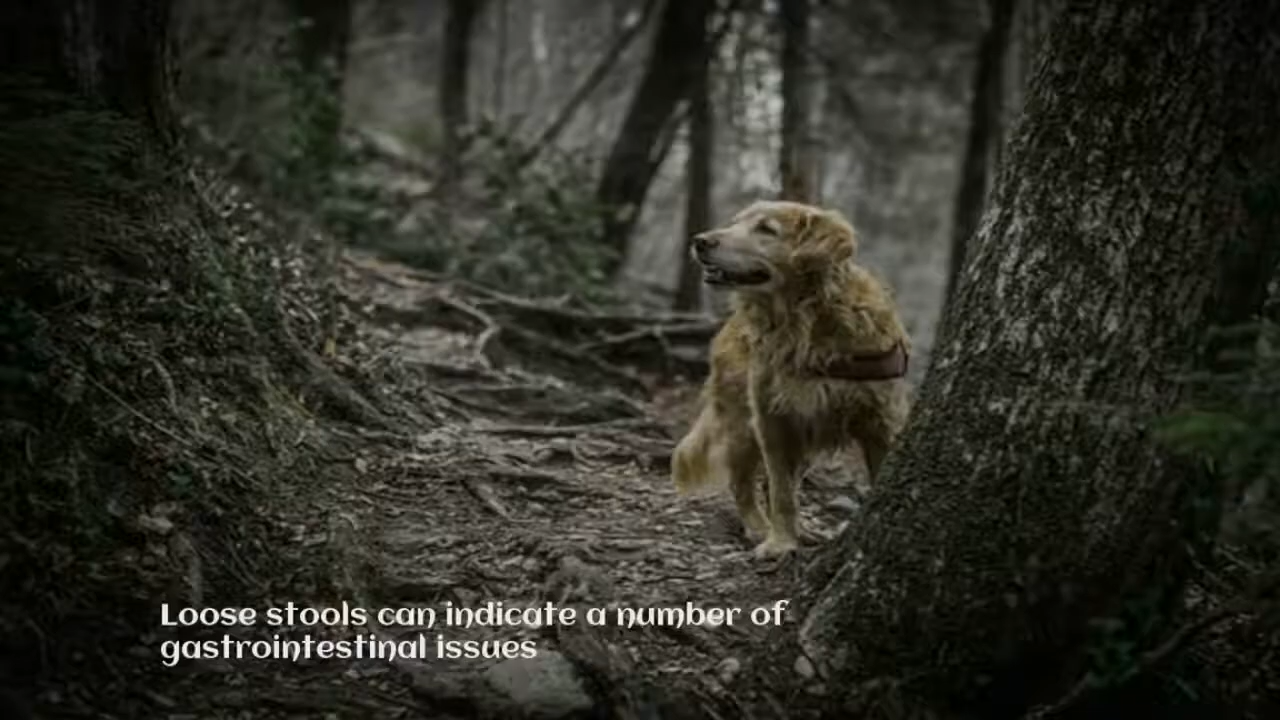 Loose stools can indicate a number of
gastrointestinal issues